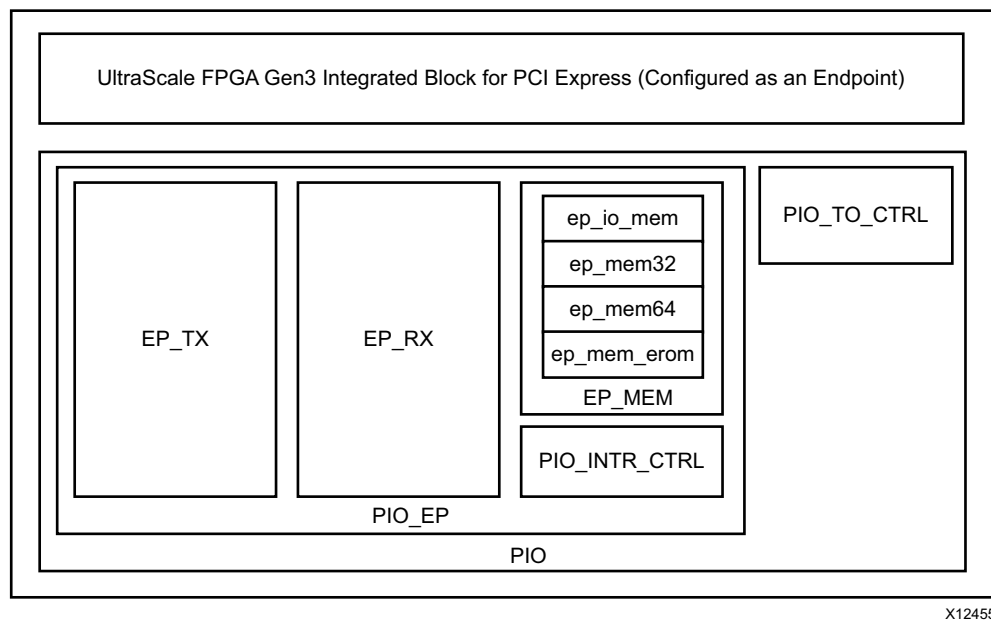 UltraScale FPGA Gen3 Integrated Block for PCI Express (Configured as an Endpoint)
EP_TX
EP_RX
ep_io_mem
ep_mem32
ep_mem64
ep_mem_erom
EP_MEM
PIO_INTR_CTRL
PIO_EP
PIO_TO_CTRL
PIO
X12455